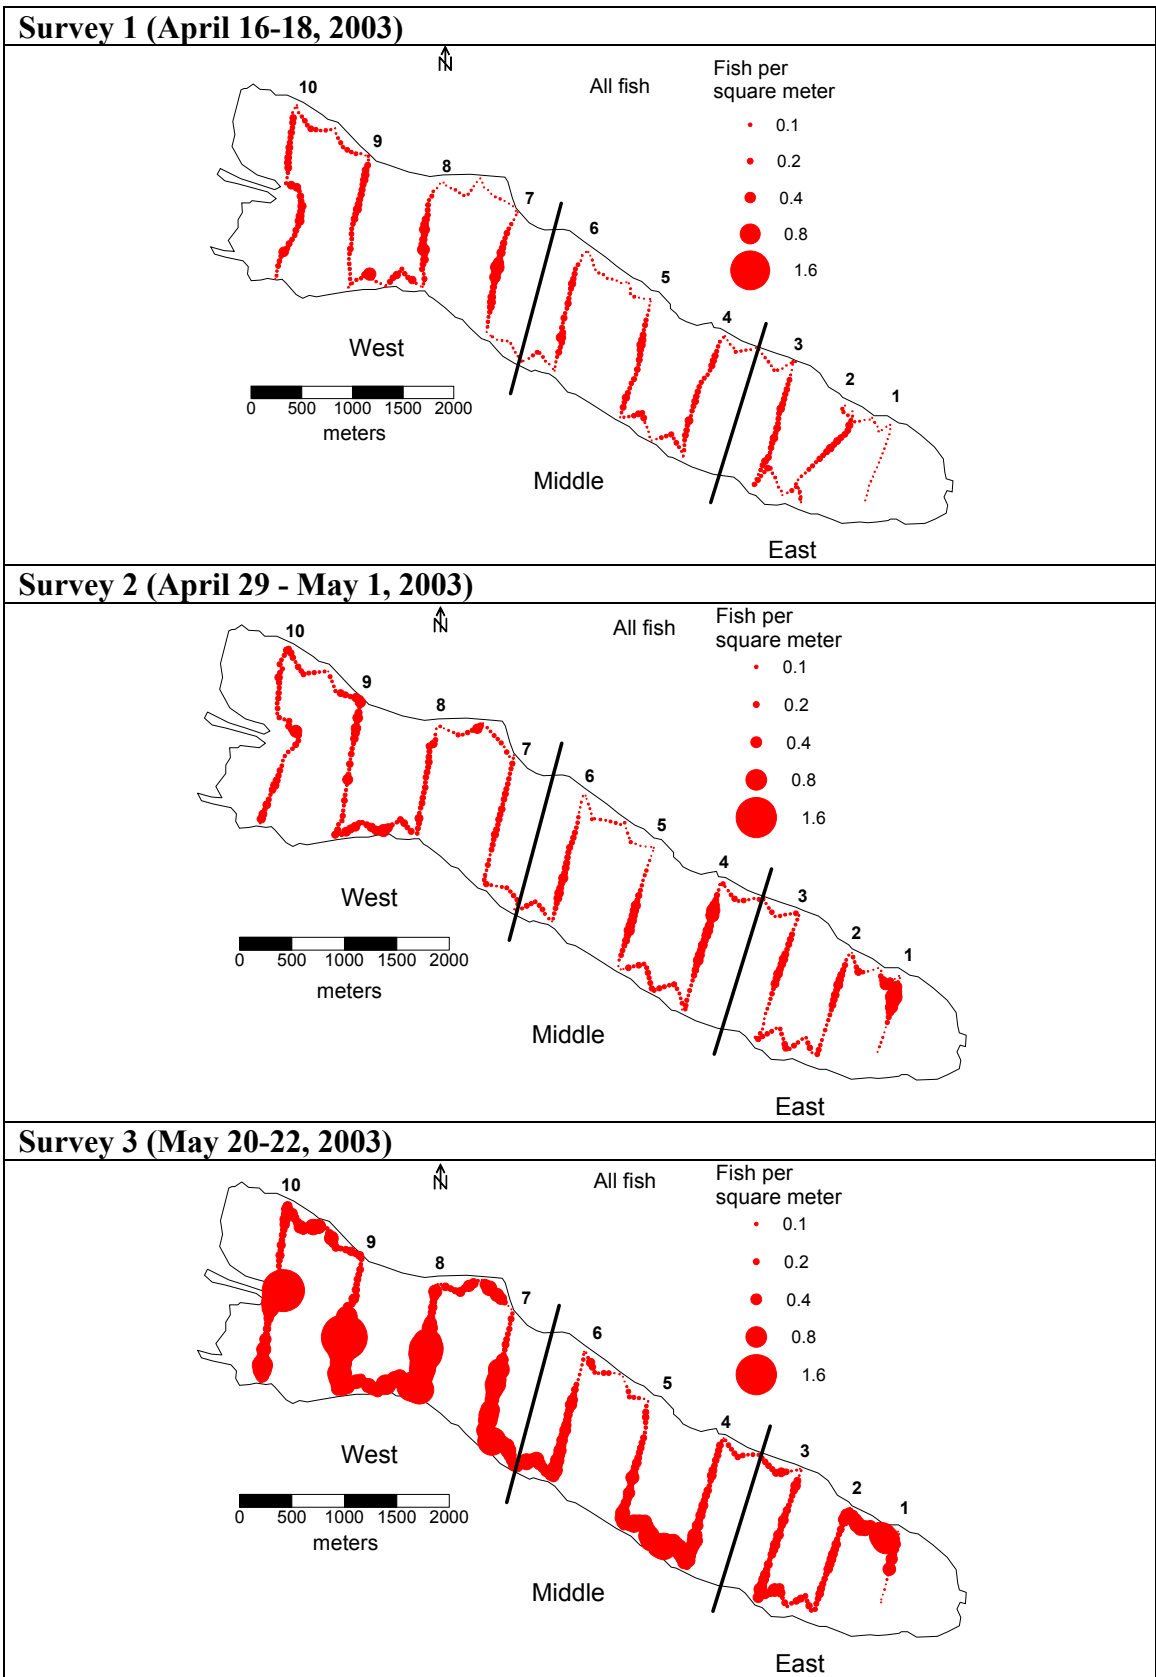 Survey 1 (April 16-18, 2003)
N
All fish
Fish per
square meter
0.1
0.2
0.4
0.8
1.6
10
9
8
7
6
5
4
3
2
1
West
0 500 1000 1500 2000
meters
Middle
East
Survey 2 (April 29 - May 1, 2003)
N
All fish
Fish per
square meter
0.1
0.2
0.4
0.8
1.6
10
9
8
7
6
5
4
3
2
1
West
0 500 1000 1500 2000
meters
Middle
East
Survey 3 (May 20-22, 2003)
N
All fish
Fish per
square meter
0.1
0.2
0.4
0.8
1.6
10
9
8
7
6
5
4
3
2
1
West
0 500 1000 1500 2000
meters
Middle
East